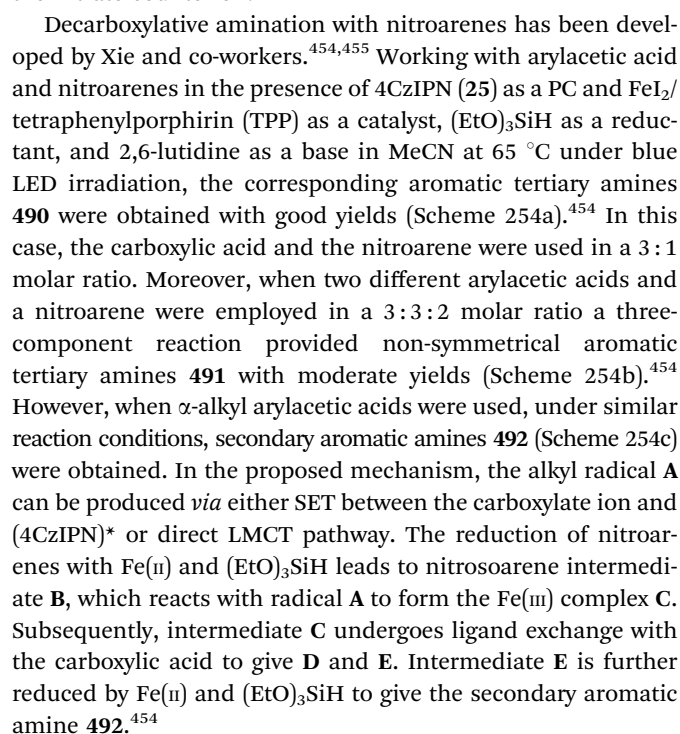 Decarboxylative amination with nitroarenes has been devel-
oped by Xie and co-workers.454,455 Working with arylacetic acid
and nitroarenes in the presence of 4CzIPN (25) as a PC and FeI2/
tetraphenylporphirin (TPP) as a catalyst, (EtO)3SiH as a reduc-
tant, and 2,6-lutidine as a base in MeCN at 65 °C under blue
LED irradiation, the corresponding aromatic tertiary amines
490 were obtained with good yields (Scheme 254a).454 In this
case, the carboxylic acid and the nitroarene were used in a 3 : 1
molar ratio. Moreover, when two different arylacetic acids and
a nitroarene were employed in a 3 : 3 : 2 molar ratio a three-
component reaction provided non-symmetrical aromatic
tertiary amines 491 with moderate yields (Scheme 254b).454
However, when α-alkyl arylacetic acids were used, under similar
reaction conditions, secondary aromatic amines 492 (Scheme 254c)
were obtained. In the proposed mechanism, the alkyl radical A
can be produced via either SET between the carboxylate ion and
(4CzIPN)* or direct LMCT pathway. The reduction of nitroar-
enes with Fe(II) and (EtO)3SiH leads to nitrosoarene intermedi-
ate B, which reacts with radical A to form the Fe(III) complex C.
Subsequently, intermediate C undergoes ligand exchange with
the carboxylic acid to give D and E. Intermediate E is further
reduced by Fe(II) and (EtO)3SiH to give the secondary aromatic
amine 492.454